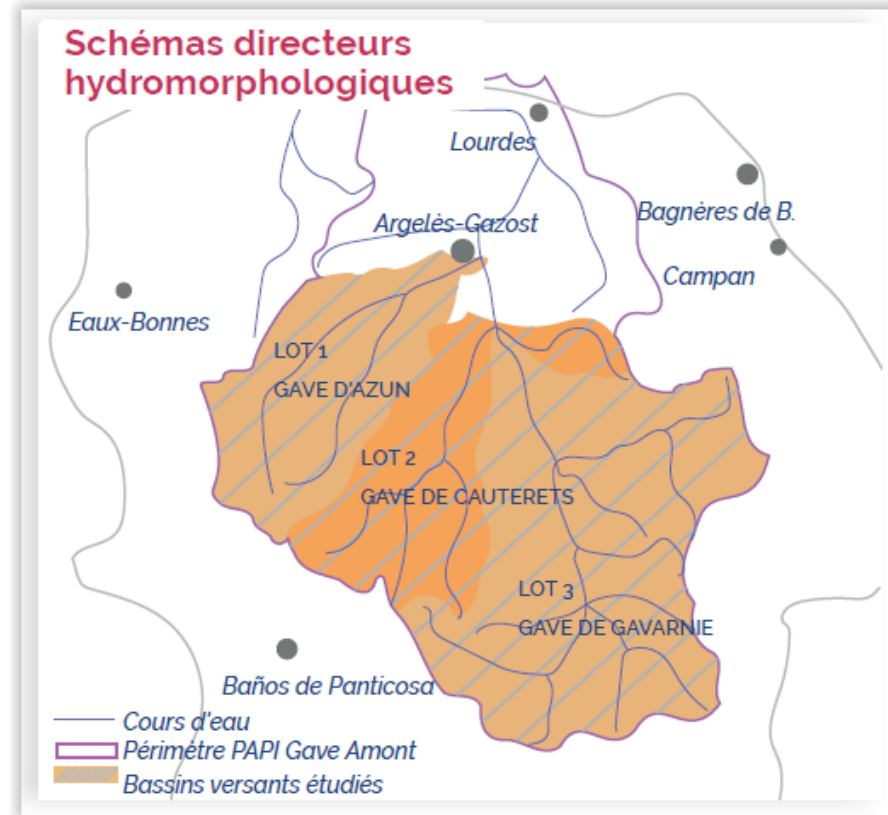 Schémas directeurs
hydromorphologiques
Lourdes
Bagnères de B.
Argelès-Gazost
Campan
Eaux-Bonnes
LOT 1
GAVE D'AZUN
LOT 2
GAVE DE CAUTERETS
LOT 3
GAVE DE GAVARNIE
Baños de Panticosa
Cours d'eau
Périmétre PAPI Gave Amont
Bassins versants étudiés